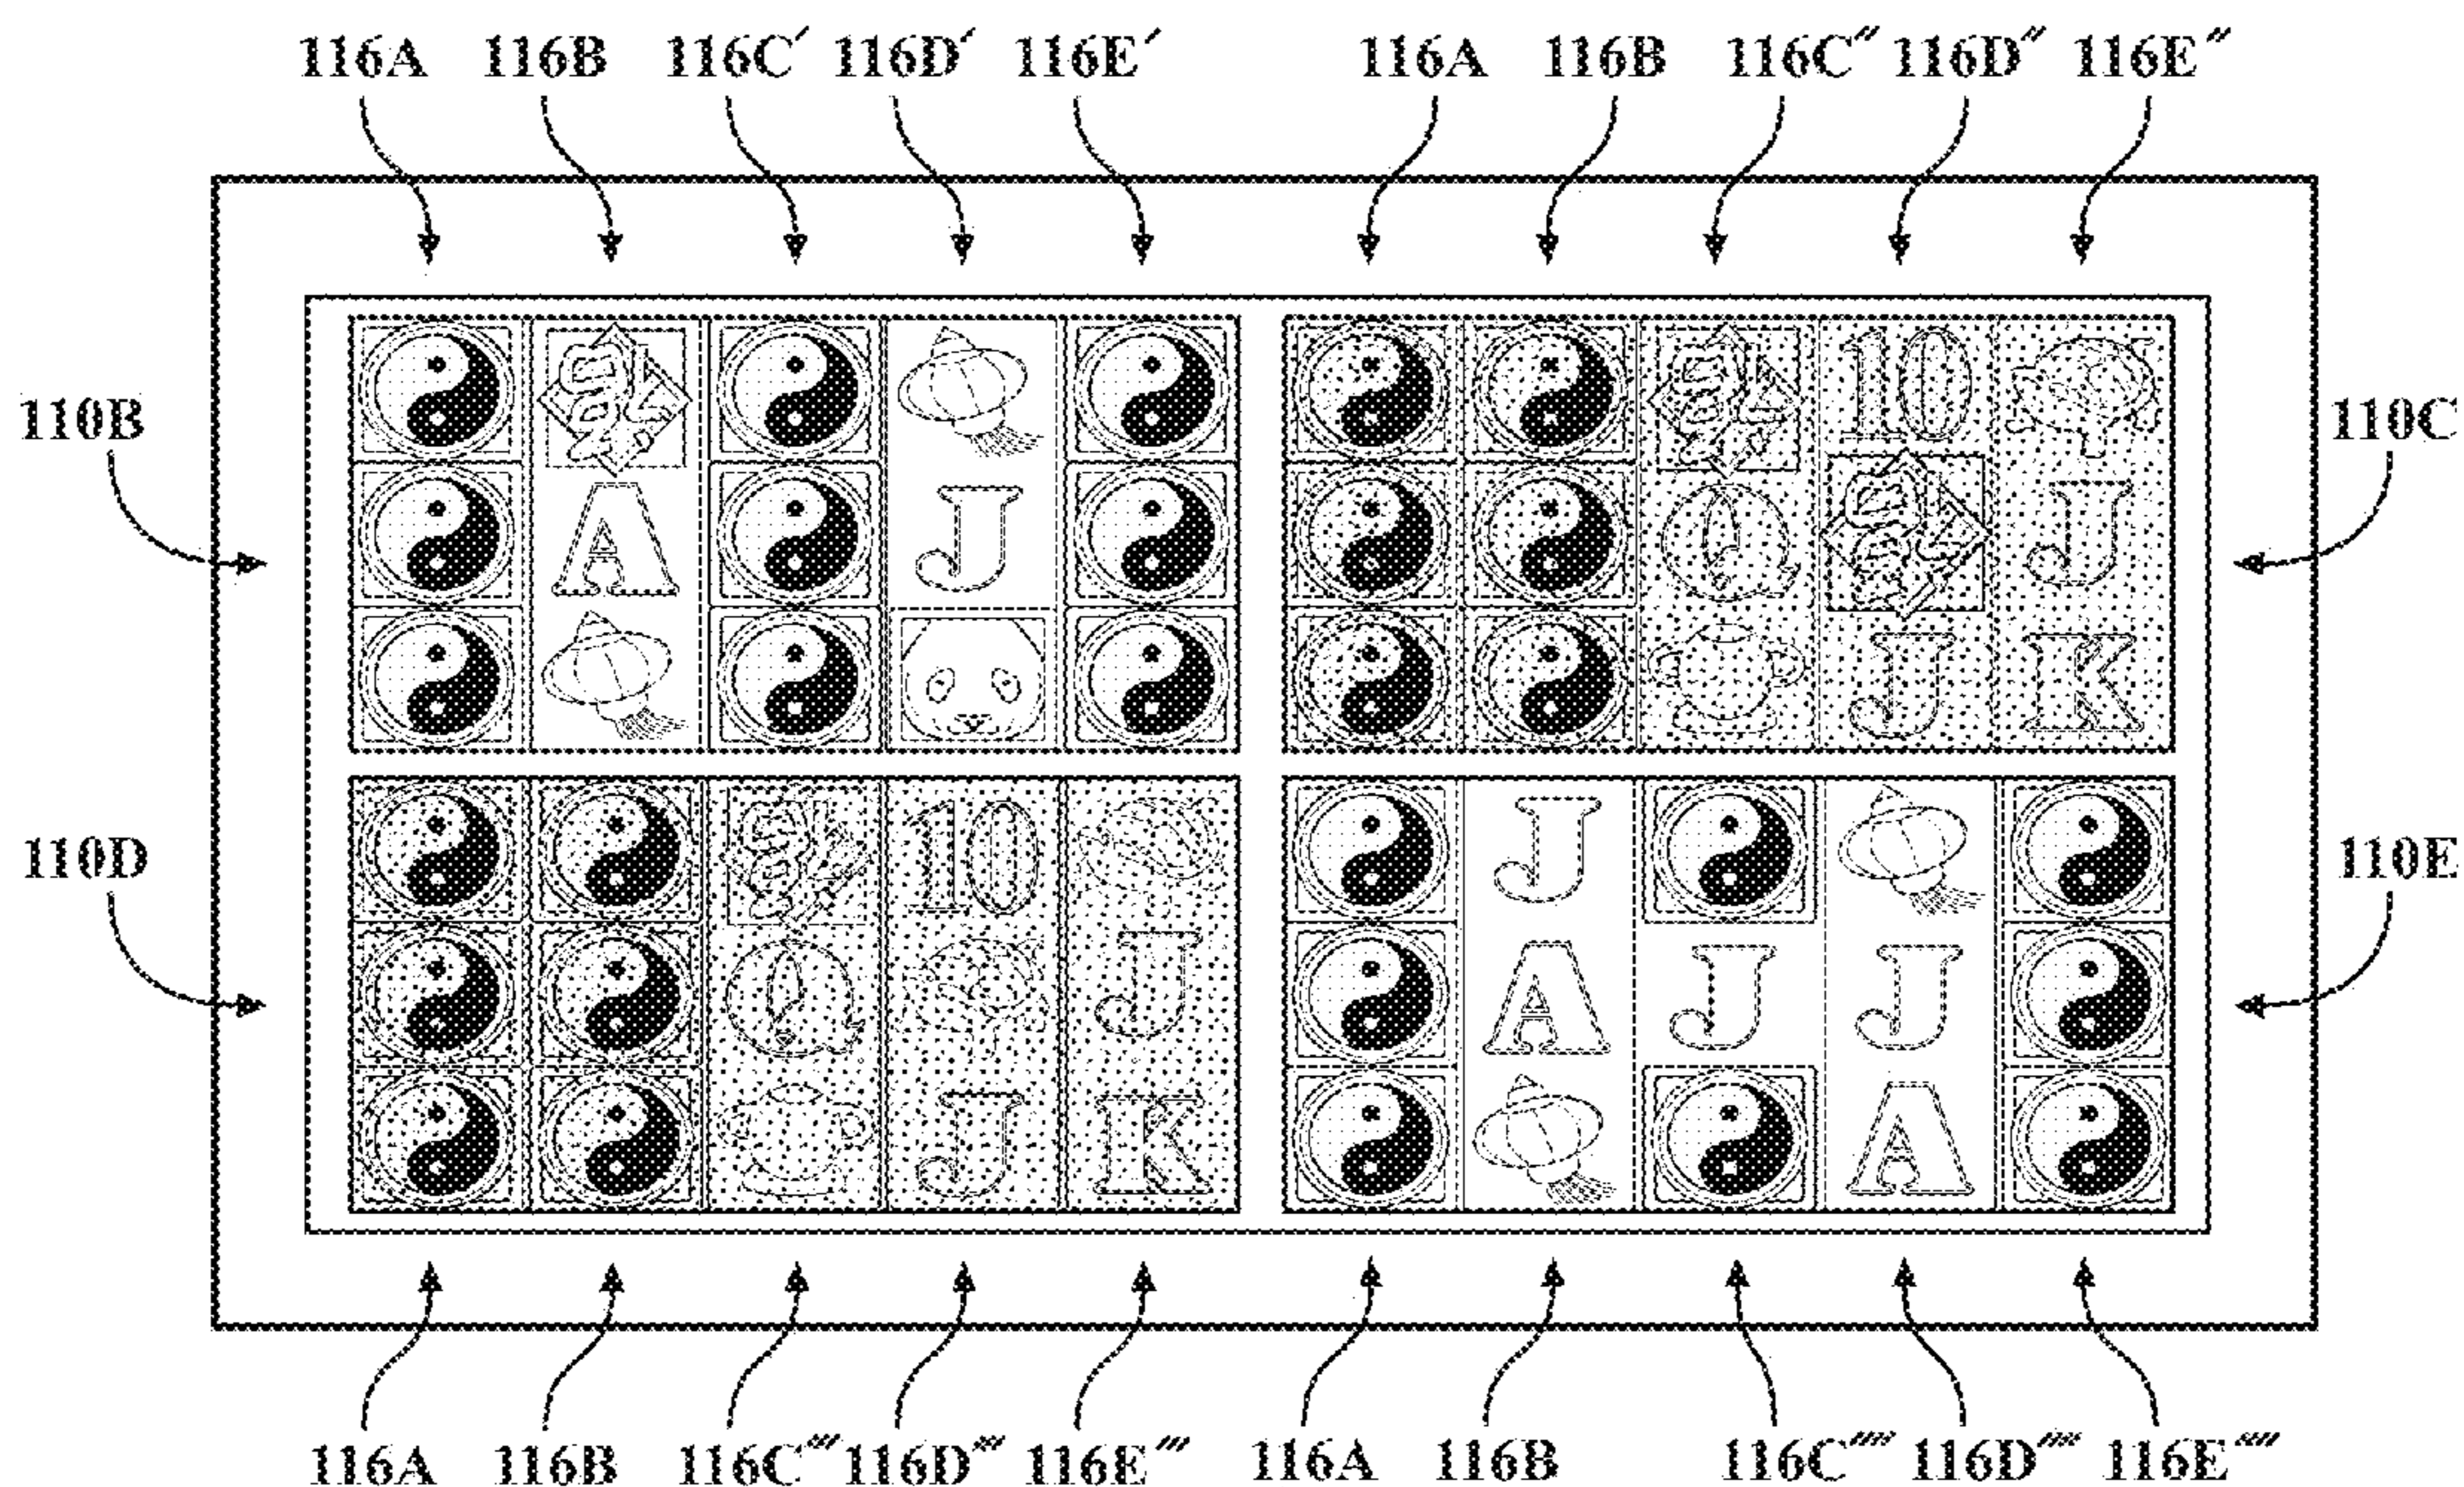 116A 116B 116C′ 116D′ 116E′ 116A 116B 116C″ 116D″ 116E″
110B
110C
10
A J Q J
J K
110D
110E
10 J
Q J A J J
J K A
116A 116B 116C‴ 116D‴ 116E‴ 116A 116B 116C⁗ 116D⁗ 116E⁗